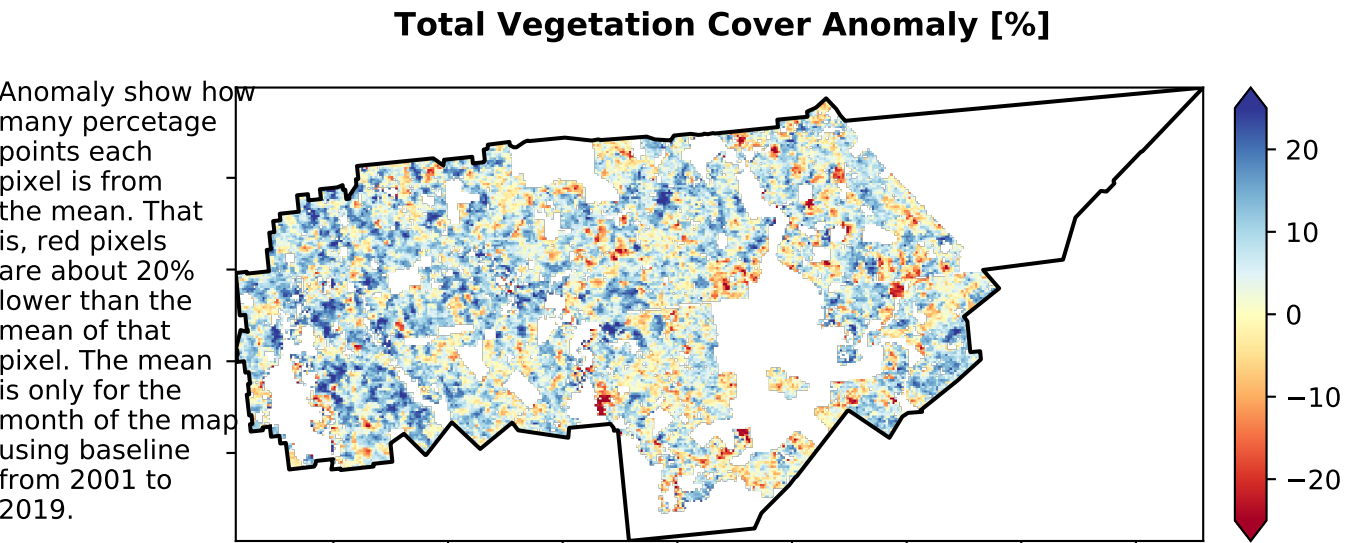 Total Vegetation Cover Anomaly [%]
Anomaly show how
many percetage
points each
pixel is from
the mean. That
is, red pixels
are about 20%
lower than the
mean of that
pixel. The mean
is only for the
month of the map
using baseline
from 2001 to
2019.
20
10
0
−10
−20